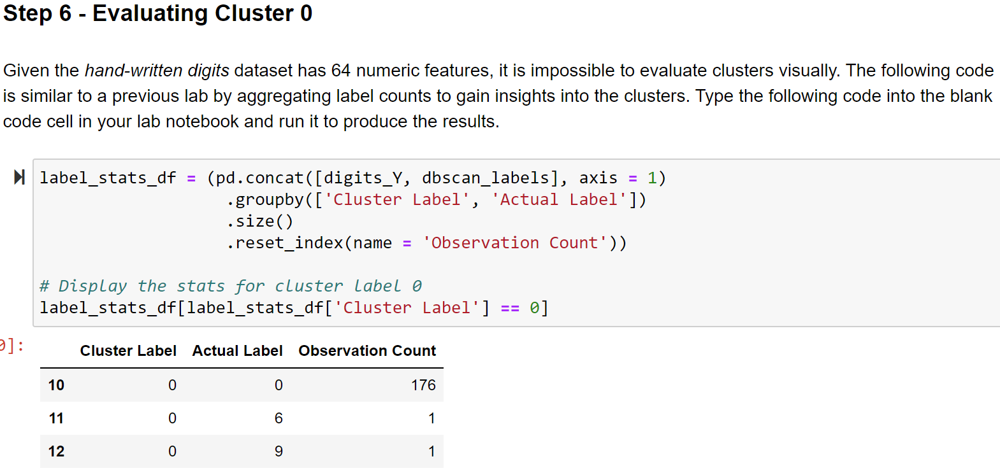 Step 6 - Evaluating Cluster 0
Given the hand-written digits dataset has 64 numeric features, it is impossible to evaluate clusters visually. The following code
is similar to a previous lab by aggregating label counts to gain insights into the clusters. Type the following code into the blank
code cell in your lab notebook and run it to produce the results.
label_stats_df = (pd.concat([digits_Y, dbscan_labels], axis = 1)
.groupby(['Cluster Label', 'Actual Label'])
.size()
.reset_index(name = 'Observation Count'))
# Display the stats for cluster label 0
label_stats_df[label_stats_df['Cluster Label'] == 0]
0]:
Cluster Label Actual Label Observation Count
10 0 0 176
11 0 6 1
12 0 9 1